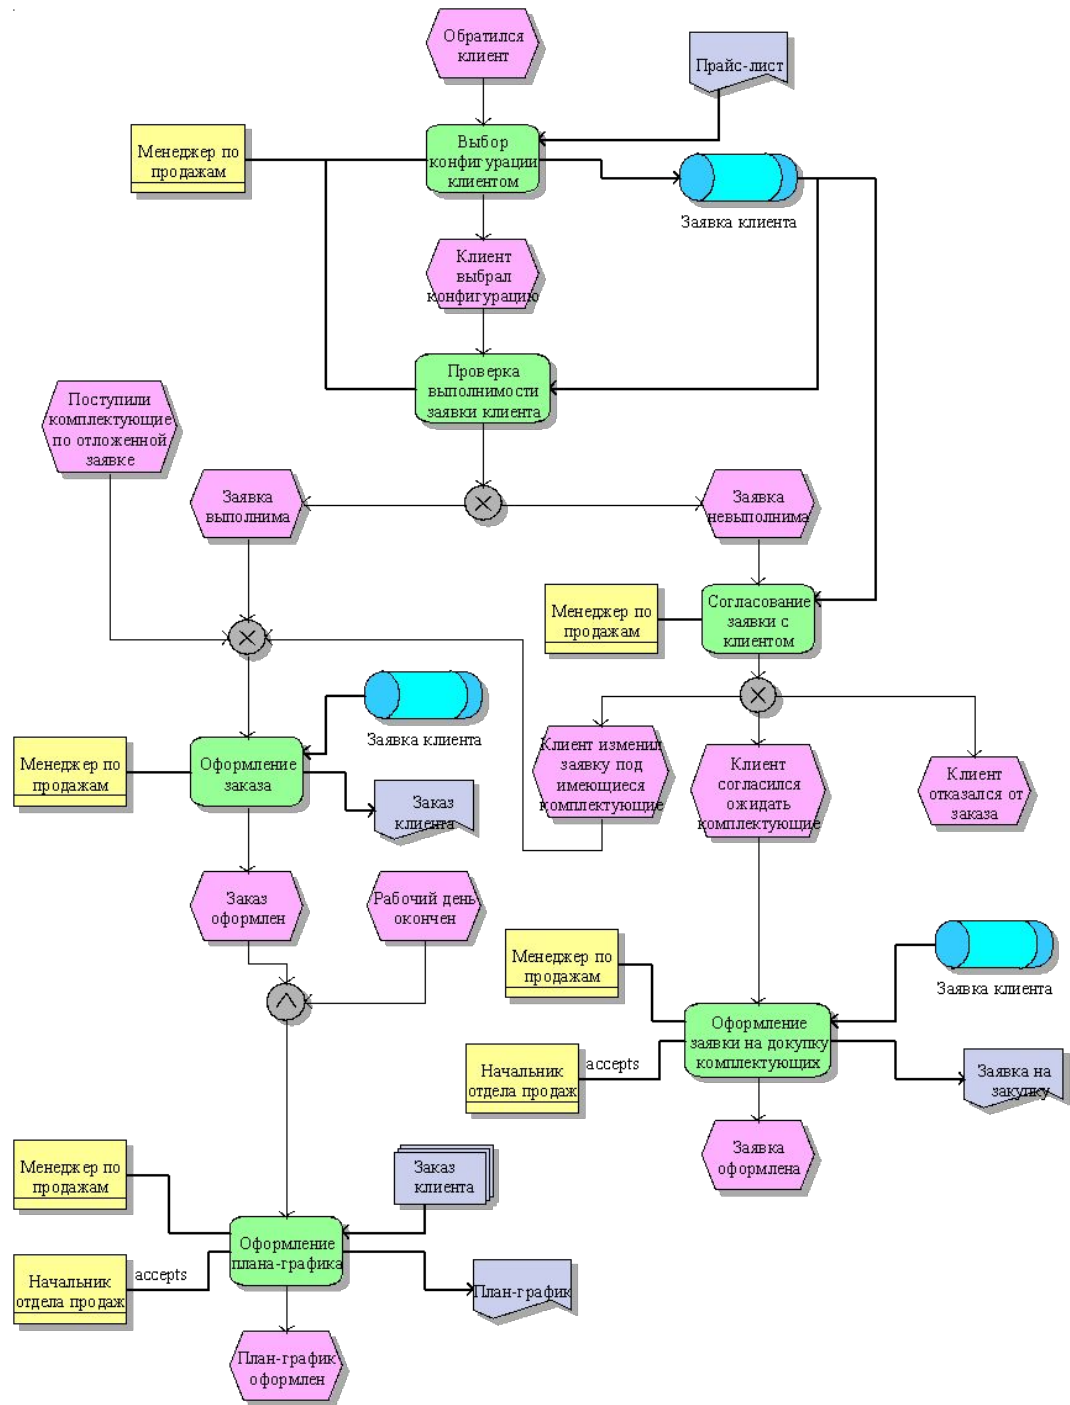 Обратился
клиент
Прайс-лист
Менеджер по
продажам
Выбор
конфигурации
клиентом
Заявка клиента
Клиент
выбрал
конфигурацию
Проверка
выполнимости
заявки клиента
Поступили
комплектующие
по отложенной
заявке
Заявка
выполнима
Заявка
невыполнима
Менеджер по
продажам
Согласование
заявки с
клиентом
Заявка клиента
Менеджер по
продажам
Оформление
заказа
Заказ
клиента
Клиент изменил
заявку под
имеющиеся
комплектующие
Клиент
согласился
ожидать
комплектующие
Клиент
отказался от
заказа
Заказ
оформлен
Рабочий день
окончен
Менеджер по
продажам
Заявка клиента
Оформление
заявки на докупку
комплектующих
Начальник
отдела продаж
accepts
Заявка на
закупку
Заявка
оформлена
Менеджер по
продажам
Заказ
клиента
Оформление
плана-графика
Начальник
отдела продаж
accepts
План-график
План-график
оформлен